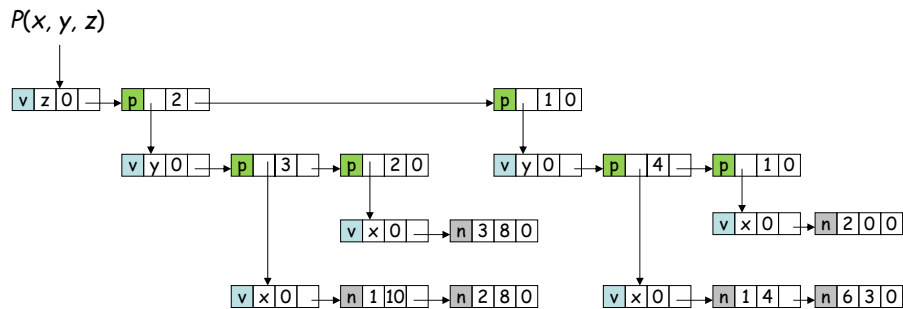 P(x, y, z)
v z 0 p 2 p 1 0
v y 0 p 3 p 2 0 v y 0 p 4 p 1 0
v x 0 n 3 8 0 v x 0 n 2 0 0
v x 0 n 1 10 n 2 8 0 v x 0 n 1 4 n 6 3 0